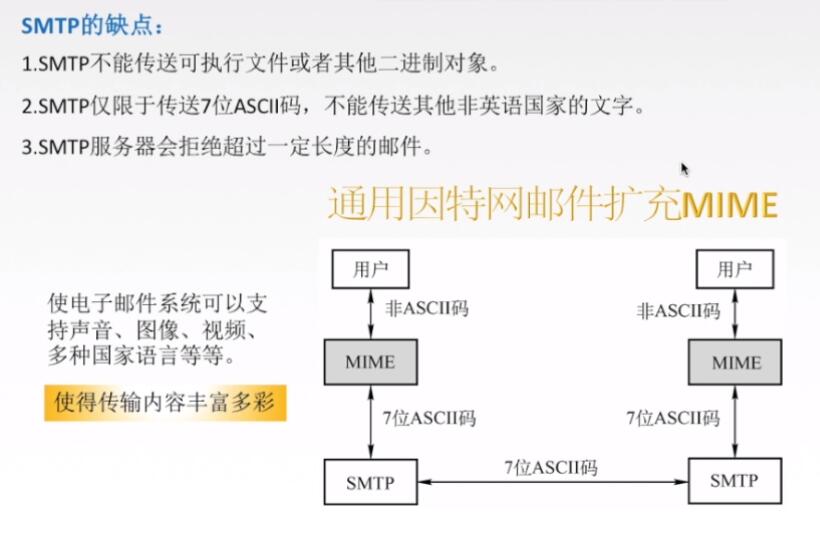 SMTP的缺点：
1.SMTP不能传送可执行文件或者其他二进制对象。
2.SMTP仅限于传送7位ASCII码，不能传送其他非英语国家的文字。
3.SMTP服务器会拒绝超过一定长度的邮件。
通用因特网邮件扩充MIME
使电子邮件系统可以支
持声音、图像、视频、
多种国家语言等等。
使得传输内容丰富多彩
用户
用户
非ASCII码
非ASCII码
MIME
MIME
7位ASCII码
7位ASCII码
7位ASCII码
SMTP
SMTP